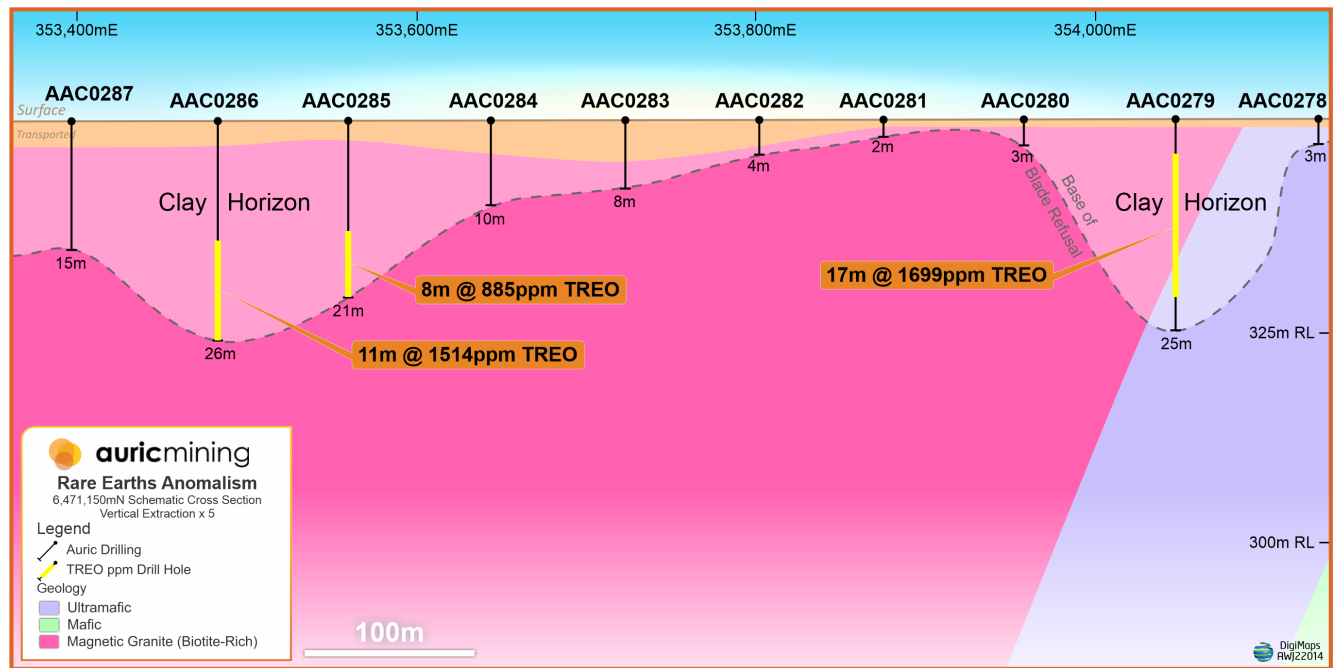 353,400mE 353,600mE 353,800mE 354,000mE
AAC0287 AAC0286 AAC0285 AAC0284 AAC0283 AAC0282 AAC0281 AAC0280 AAC0279 AAC0278
Surface
Transported
2m
4m
3m
3m
Clay Horizon
8m
10m
Base of
Blade Refusal
Clay Horizon
15m
17m @ 1699ppm TREO
8m @ 885ppm TREO
21m
26m
11m @ 1514ppm TREO
25m
325m RL
auricmining
Rare Earths Anomalism
6,471,150mN Schematic Cross Section
Vertical Extraction x 5
Legend
Auric Drilling
TREO ppm Drill Hole
Geology
Ultramafic
Mafic
Magnetic Granite (Biotite-Rich)
300m RL
100m
DigiMaps
AWJ22014